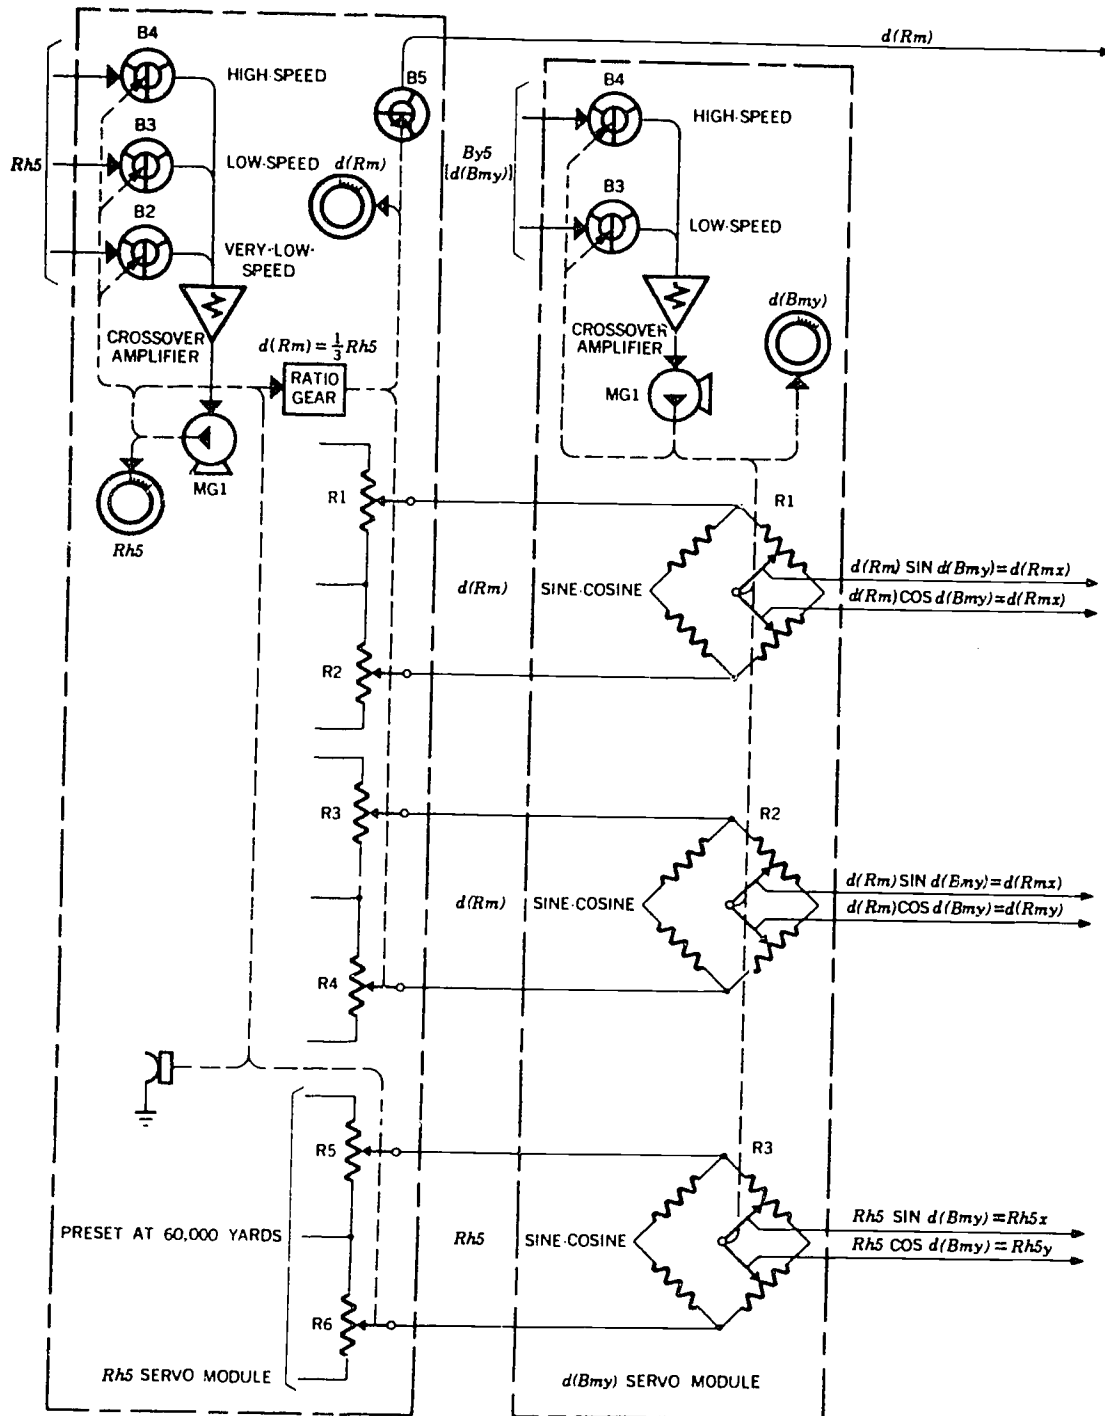 d(Rm)
B4
HIGH-SPEED
B5
B3
LOW-SPEED
d(Rm)
Rh5
B2
VERY-LOW-
SPEED
CROSSOVER
AMPLIFIER
d(Rm) = 1/3 Rh5
RATIO
GEAR
MG1
Rh5
B4
HIGH-SPEED
By5
[d(Bmy)]
B3
LOW-SPEED
d(Bmy)
CROSSOVER
AMPLIFIER
MG1
R1
R1
d(Rm) SINE-COSINE
d(Rm) SIN d(Bmy) = d(Rmx)
d(Rm) COS d(Bmy) = d(Rmx)
R2
R3
R2
d(Rm) SINE-COSINE
d(Rm) SIN d(Bmy) = d(Rmx)
d(Rm) COS d(Bmy) = d(Rmy)
R4
R5
R3
PRESET AT 60,000 YARDS
Rh5 SINE-COSINE
Rh5 SIN d(Bmy) = Rh5x
Rh5 COS d(Bmy) = Rh5y
R6
Rh5 SERVO MODULE
d(Bmy) SERVO MODULE